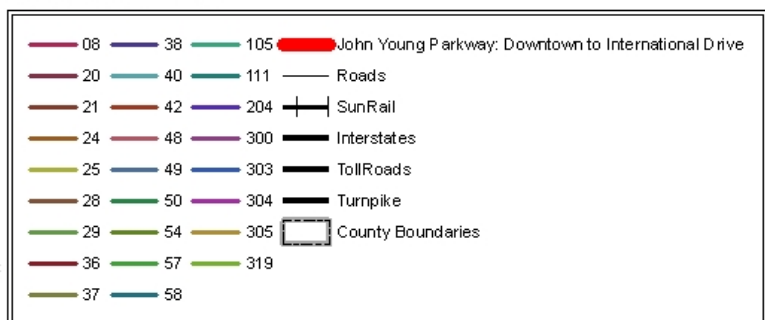 08 38 105 John Young Parkway: Downtown to International Drive
20 40 111 Roads
21 42 204 SunRail
24 48 300 Interstates
25 49 303 TollRoads
28 50 304 Turnpike
29 54 305 County Boundaries
36 57 319
37 58